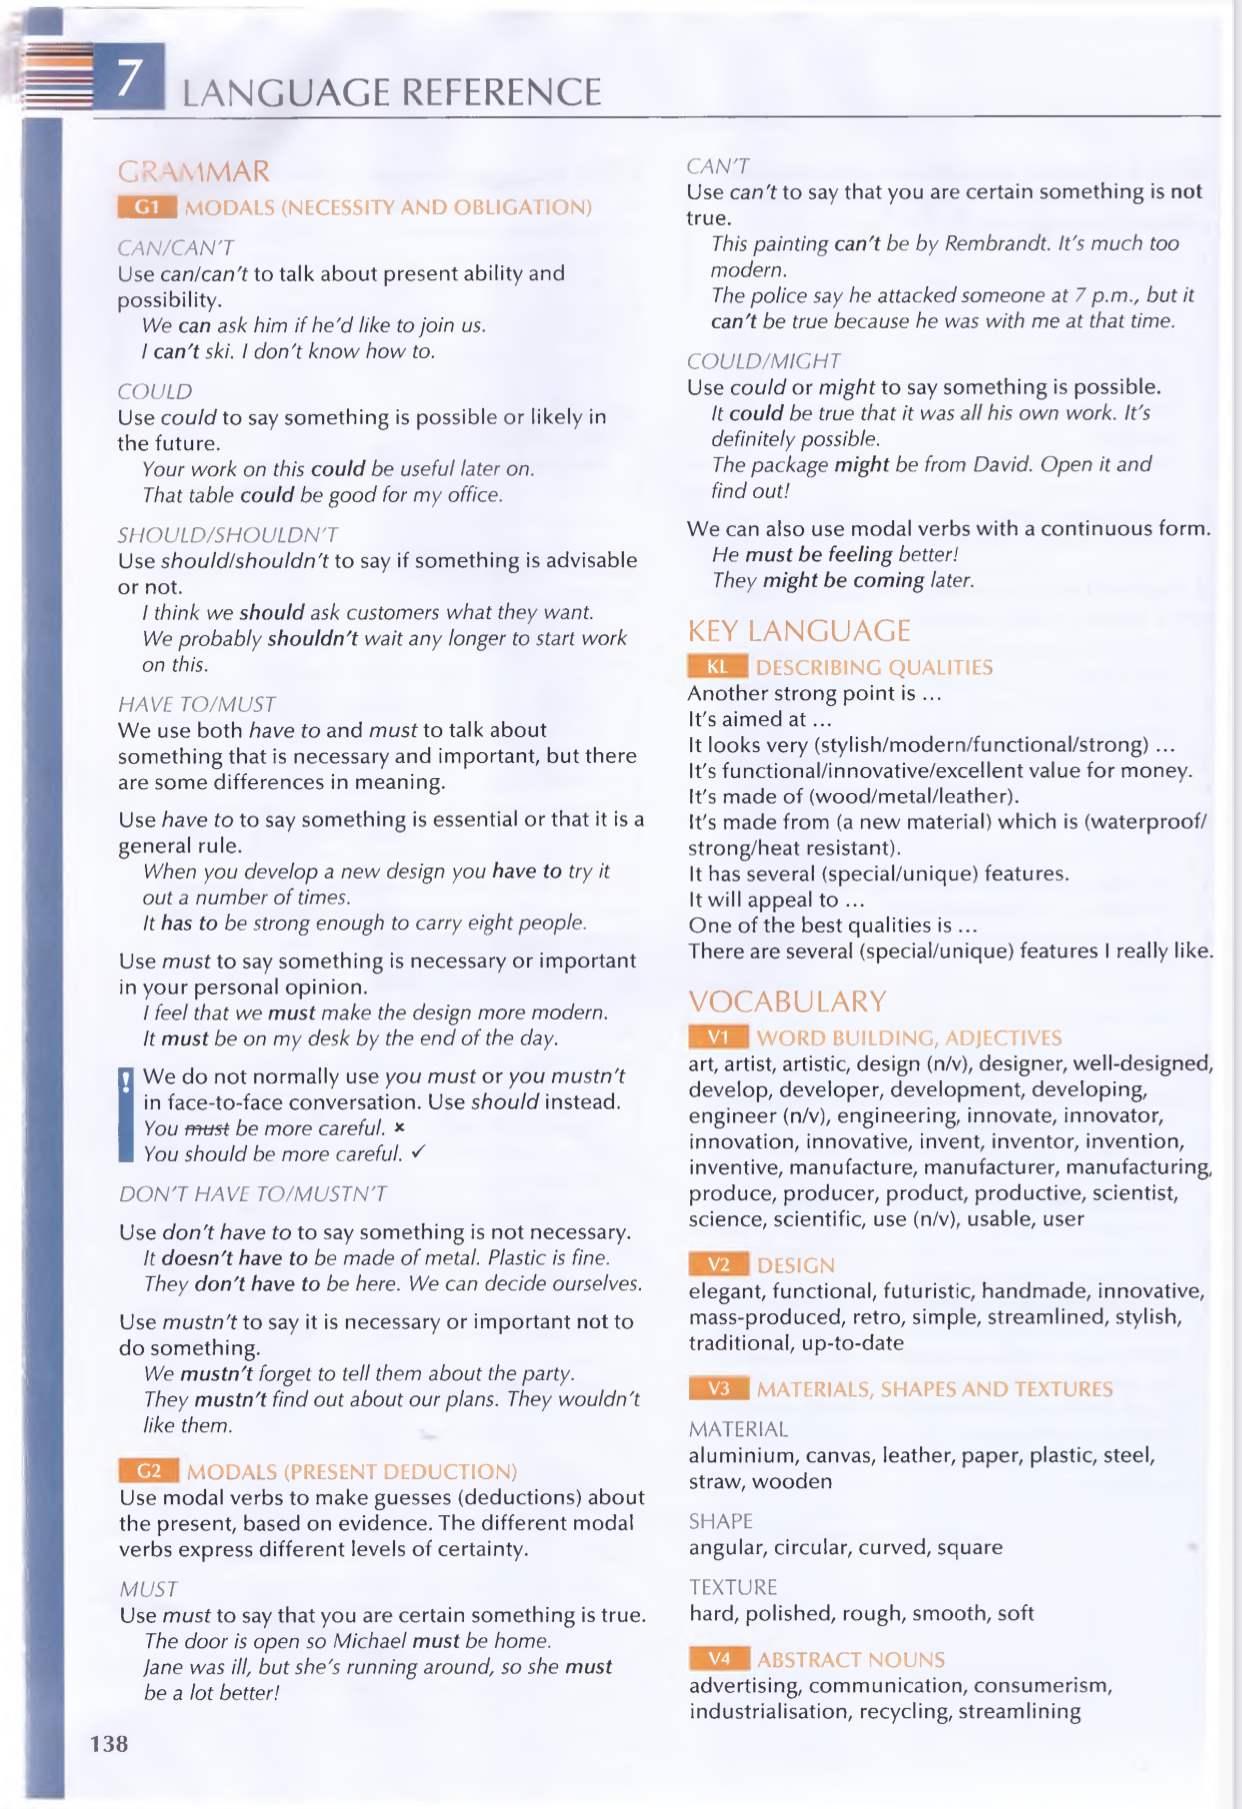 7 LANGUAGE REFERENCE
GRAMMAR
G1 MODALS (NECESSITY AND OBLIGATION)
CAN/CAN'T
Use can/can't to talk about present ability and
possibility.
We can ask him if he'd like to join us.
I can't ski. I don't know how to.
COULD
Use could to say something is possible or likely in
the future.
Your work on this could be useful later on.
That table could be good for my office.
SHOULD/SHOULDN'T
Use should/shouldn't to say if something is advisable
or not.
I think we should ask customers what they want.
We probably shouldn't wait any longer to start work
on this.
HAVE TO/MUST
We use both have to and must to talk about
something that is necessary and important, but there
are some differences in meaning.
Use have to to say something is essential or that it is a
general rule.
When you develop a new design you have to try it
out a number of times.
It has to be strong enough to carry eight people.
Use must to say something is necessary or important
in your personal opinion.
I feel that we must make the design more modern.
It must be on my desk by the end of the day.
! We do not normally use you must or you mustn't
in face-to-face conversation. Use should instead.
You must be more careful. ✗
You should be more careful. ✓
DON'T HAVE TO/MUSTN'T
Use don't have to to say something is not necessary.
It doesn't have to be made of metal. Plastic is fine.
They don't have to be here. We can decide ourselves.
Use mustn't to say it is necessary or important not to
do something.
We mustn't forget to tell them about the party.
They mustn't find out about our plans. They wouldn't
like them.
G2 MODALS (PRESENT DEDUCTION)
Use modal verbs to make guesses (deductions) about
the present, based on evidence. The different modal
verbs express different levels of certainty.
MUST
Use must to say that you are certain something is true.
The door is open so Michael must be home.
Jane was ill, but she's running around, so she must
be a lot better!
138
CAN'T
Use can't to say that you are certain something is not
true.
This painting can't be by Rembrandt. It's much too
modern.
The police say he attacked someone at 7 p.m., but it
can't be true because he was with me at that time.
COULD/MIGHT
Use could or might to say something is possible.
It could be true that it was all his own work. It's
definitely possible.
The package might be from David. Open it and
find out!
We can also use modal verbs with a continuous form.
He must be feeling better!
They might be coming later.
KEY LANGUAGE
KL DESCRIBING QUALITIES
Another strong point is ...
It's aimed at ...
It looks very (stylish/modern/functional/strong) ...
It's functional/innovative/excellent value for money.
It's made of (wood/metal/leather).
It's made from (a new material) which is (waterproof/
strong/heat resistant).
It has several (special/unique) features.
It will appeal to ...
One of the best qualities is ...
There are several (special/unique) features I really like.
VOCABULARY
V1 WORD BUILDING, ADJECTIVES
art, artist, artistic, design (n/v), designer, well-designed,
develop, developer, development, developing,
engineer (n/v), engineering, innovate, innovator,
innovation, innovative, invent, inventor, invention,
inventive, manufacture, manufacturer, manufacturing,
produce, producer, product, productive, scientist,
science, scientific, use (n/v), usable, user
V2 DESIGN
elegant, functional, futuristic, handmade, innovative,
mass-produced, retro, simple, streamlined, stylish,
traditional, up-to-date
V3 MATERIALS, SHAPES AND TEXTURES
MATERIAL
aluminium, canvas, leather, paper, plastic, steel,
straw, wooden
SHAPE
angular, circular, curved, square
TEXTURE
hard, polished, rough, smooth, soft
V4 ABSTRACT NOUNS
advertising, communication, consumerism,
industrialisation, recycling, streamlining